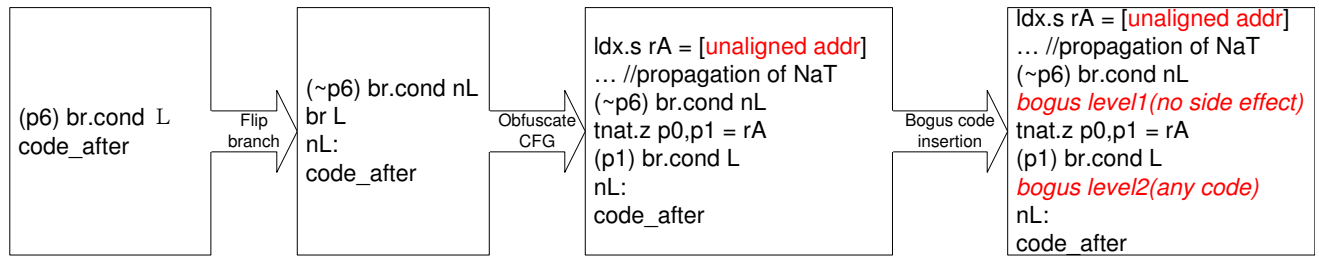 (p6) br.cond L
code_after
Flip
branch
(~p6) br.cond nL
br L
nL:
code_after
Obfuscate
CFG
ldx.s rA = [unaligned addr]
… //propagation of NaT
(~p6) br.cond nL
tnat.z p0,p1 = rA
(p1) br.cond L
nL:
code_after
Bogus code
insertion
ldx.s rA = [unaligned addr]
… //propagation of NaT
(~p6) br.cond nL
bogus level1(no side effect)
tnat.z p0,p1 = rA
(p1) br.cond L
bogus level2(any code)
nL:
code_after